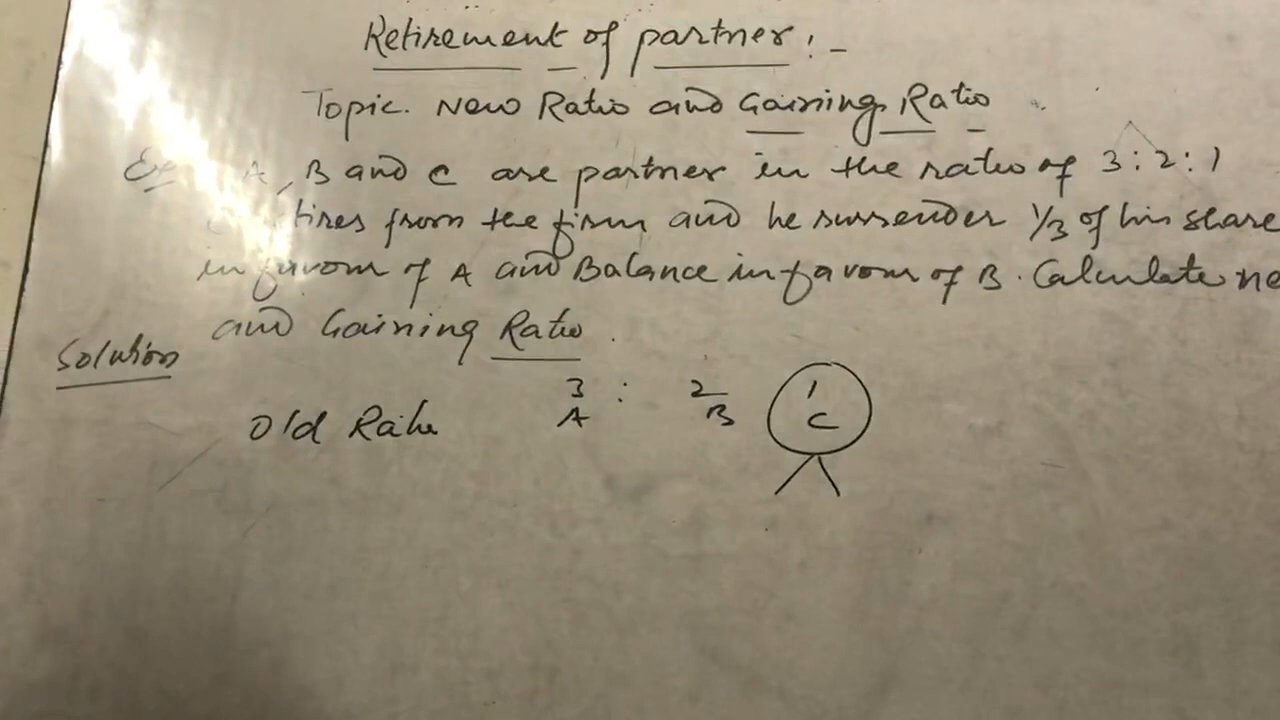 Retirement of partner : -
Topic. New Ratio and Gaining Ratio
Ex A, B and C are partner in the ratio of 3:2:1
tires from the firm and he surrender 1/3 of his share
in favour of A and Balance in favour of B. Calculate ne
and Gaining Ratio.
Solution
Old Ratio 3 : 2 1
A B C